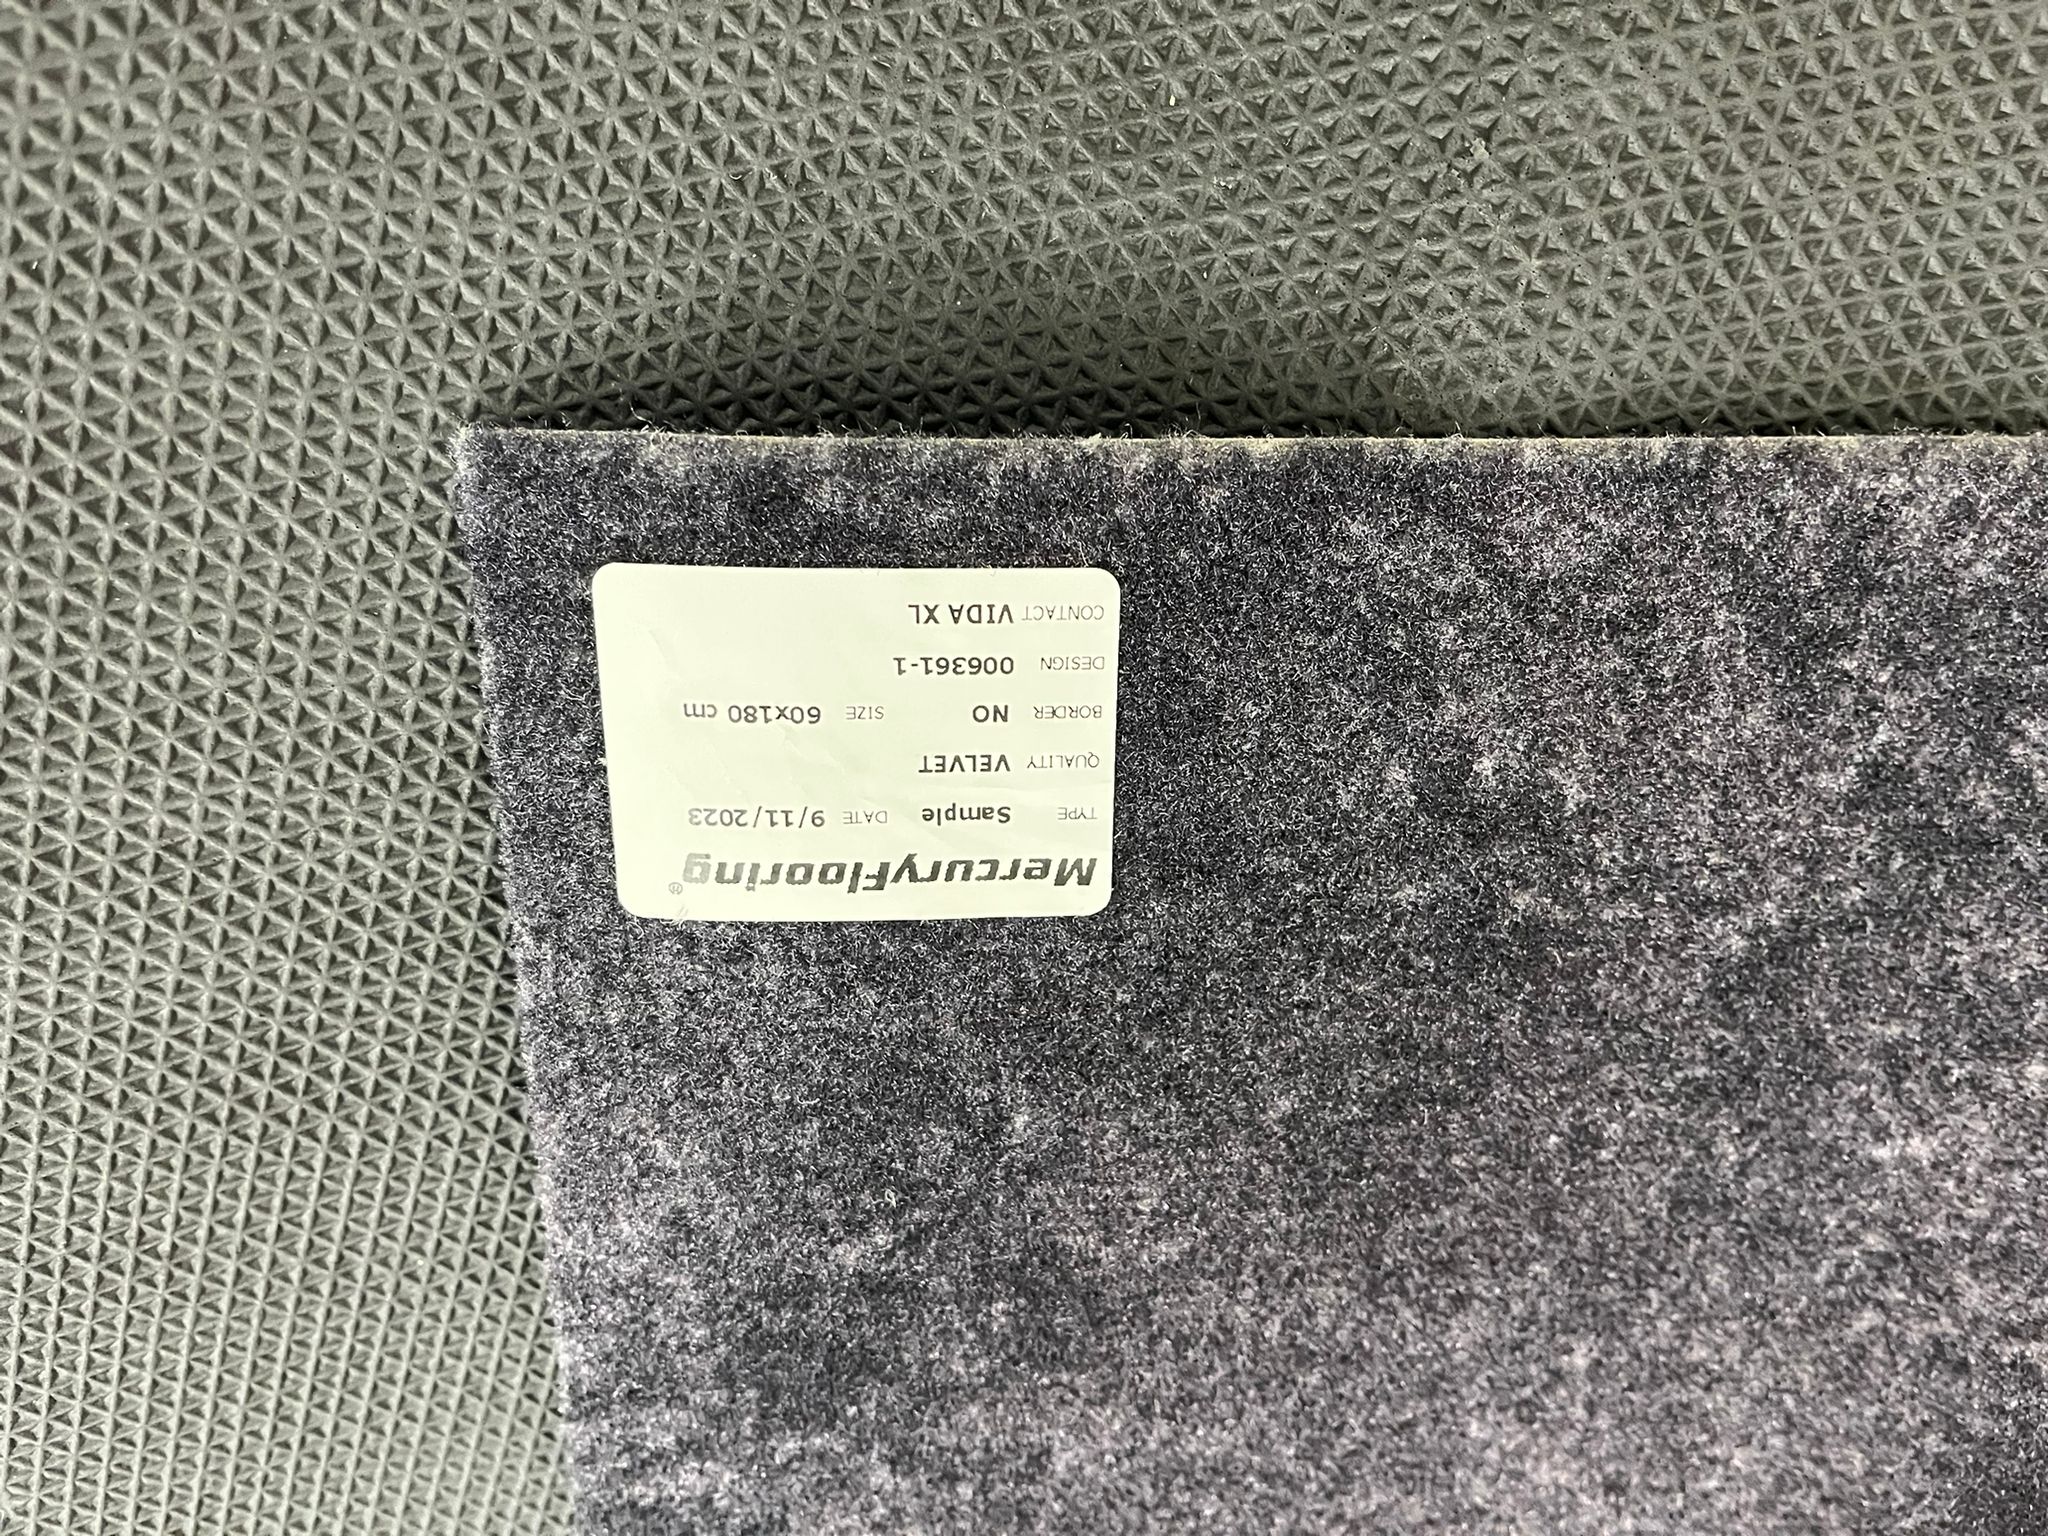 MercuryFlooring®
TYPE Sample DATE 9/11/2023
QUALITY VELVET
BORDER NO SIZE 60x180 cm
DESIGN 006361-1
CONTACT VIDA XL